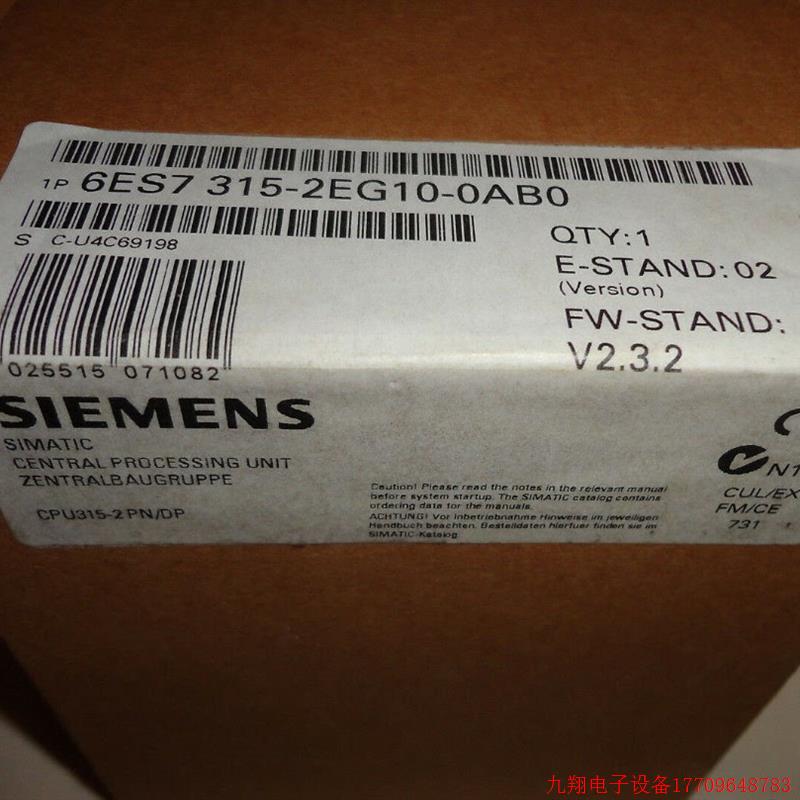 1P 6ES7 315-2EG10-0AB0
S C-U4C69198
QTY:1
E-STAND:02
(Version)
FW-STAND:
V2.3.2
025515 071082
SIEMENS
SIMATIC
CENTRAL PROCESSING UNIT
ZENTRALBAUGRUPPE
CPU315-2 PN/DP
Caution! Please read the notes in the relevant manual
before system startup. The SIMATIC catalog contains
ordering data for the manuals.
ACHTUNG! Vor Inbetriebnahme Hinweise im jeweiligen
Handbuch beachten. Bestelldaten hierfuer finden sie im
SIMATIC-Katalog.
N1
CUL/EX
FM/CE
731
九翔电子设备17709648783